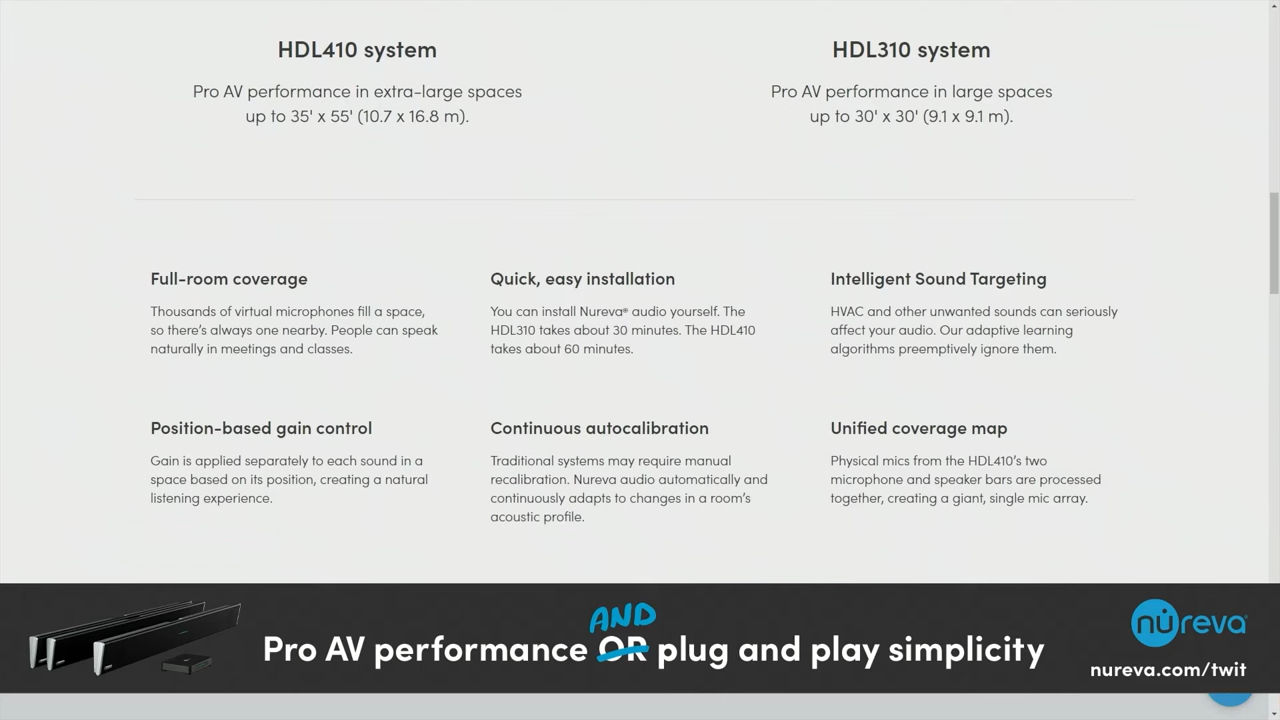 HDL410 system
Pro AV performance in extra-large spaces
up to 35' x 55' (10.7 x 16.8 m).
HDL310 system
Pro AV performance in large spaces
up to 30' x 30' (9.1 x 9.1 m).
Full-room coverage
Thousands of virtual microphones fill a space,
so there's always one nearby. People can speak
naturally in meetings and classes.
Quick, easy installation
You can install Nureva® audio yourself. The
HDL310 takes about 30 minutes. The HDL410
takes about 60 minutes.
Intelligent Sound Targeting
HVAC and other unwanted sounds can seriously
affect your audio. Our adaptive learning
algorithms preemptively ignore them.
Position-based gain control
Gain is applied separately to each sound in a
space based on its position, creating a natural
listening experience.
Continuous autocalibration
Traditional systems may require manual
recalibration. Nureva audio automatically and
continuously adapts to changes in a room's
acoustic profile.
Unified coverage map
Physical mics from the HDL410's two
microphone and speaker bars are processed
together, creating a giant, single mic array.
AND
Pro AV performance OR plug and play simplicity
nureva
nureva.com/twit